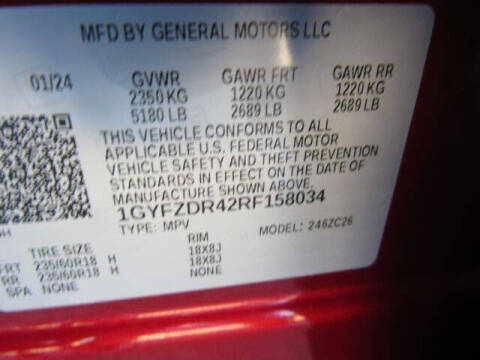 MFD BY GENERAL MOTORS LLC
01/24 GVWR GAWR FRT GAWR RR
2350 KG 1220 KG 1220 KG
5180 LB 2689 LB 2689 LB
THIS VEHICLE CONFORMS TO ALL
APPLICABLE U.S. FEDERAL MOTOR
VEHICLE SAFETY AND THEFT PREVENTION
STANDARDS IN EFFECT ON THE DATE OF
MANUFACTURE SHOWN ABOVE.
1GYFZDR42RF158034
TYPE: MPV MODEL: 246ZC26
TIRE SIZE RIM
FRT 235/60R18 H 18X8J
RR 235/60R18 H 18X8J
SPA NONE NONE